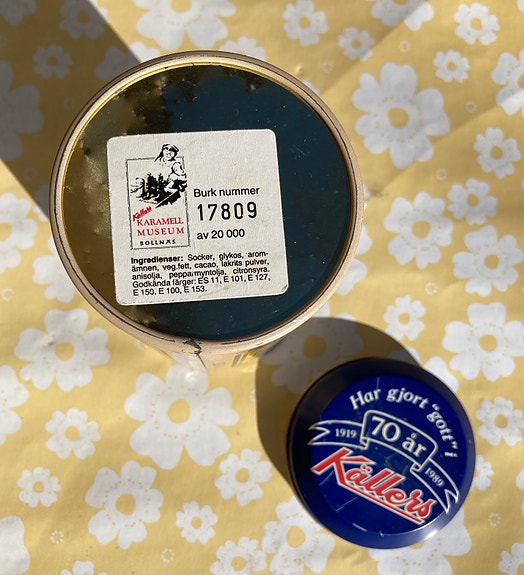 Källers
KARAMELL
MUSEUM
BOLLNÄS
Burk nummer
17809
av 20 000
Ingredienser: Socker, glykos, arom-
ämnen, veg.fett, cacao, lakrits pulver,
anisolja, pepparmyntolja, citronsyra.
Godkända färger: ES 11, E 101, E 127,
E 150, E 100, E 153.
Har gjort "gott" i
1919 70 år 1989
Källers